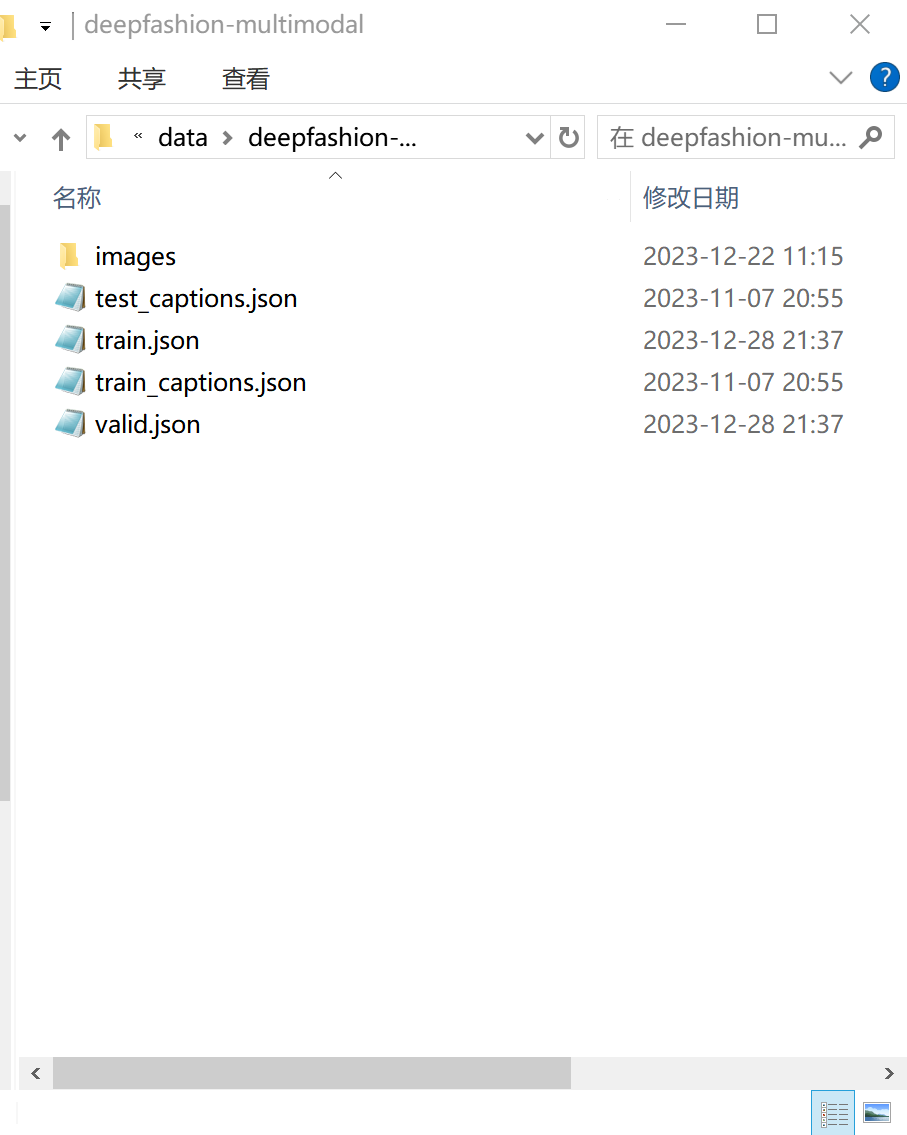 deepfashion-multimodal
主页 共享 查看 ?
« data > deepfashion-... 在 deepfashion-mu...
名称 修改日期
images 2023-12-22 11:15
test_captions.json 2023-11-07 20:55
train.json 2023-12-28 21:37
train_captions.json 2023-11-07 20:55
valid.json 2023-12-28 21:37